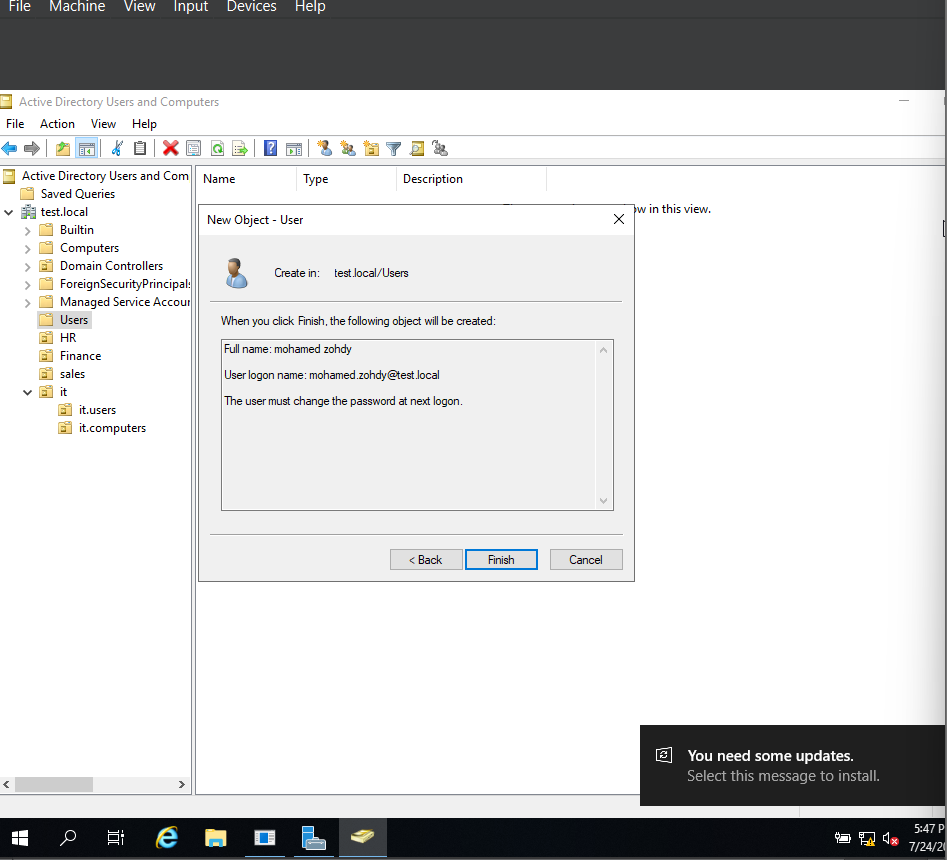 File Machine View Input Devices Help
Active Directory Users and Computers
File Action View Help
Active Directory Users and Com
Saved Queries
test.local
Builtin
Computers
Domain Controllers
ForeignSecurityPrincipals
Managed Service Accour
Users
HR
Finance
sales
it
it.users
it.computers
Name Type Description
ow in this view.
New Object - User
Create in: test.local/Users
When you click Finish, the following object will be created:
Full name: mohamed zohdy
User logon name: mohamed.zohdy@test.local
The user must change the password at next logon.
< Back Finish Cancel
You need some updates.
Select this message to install.
5:47 P
7/24/20